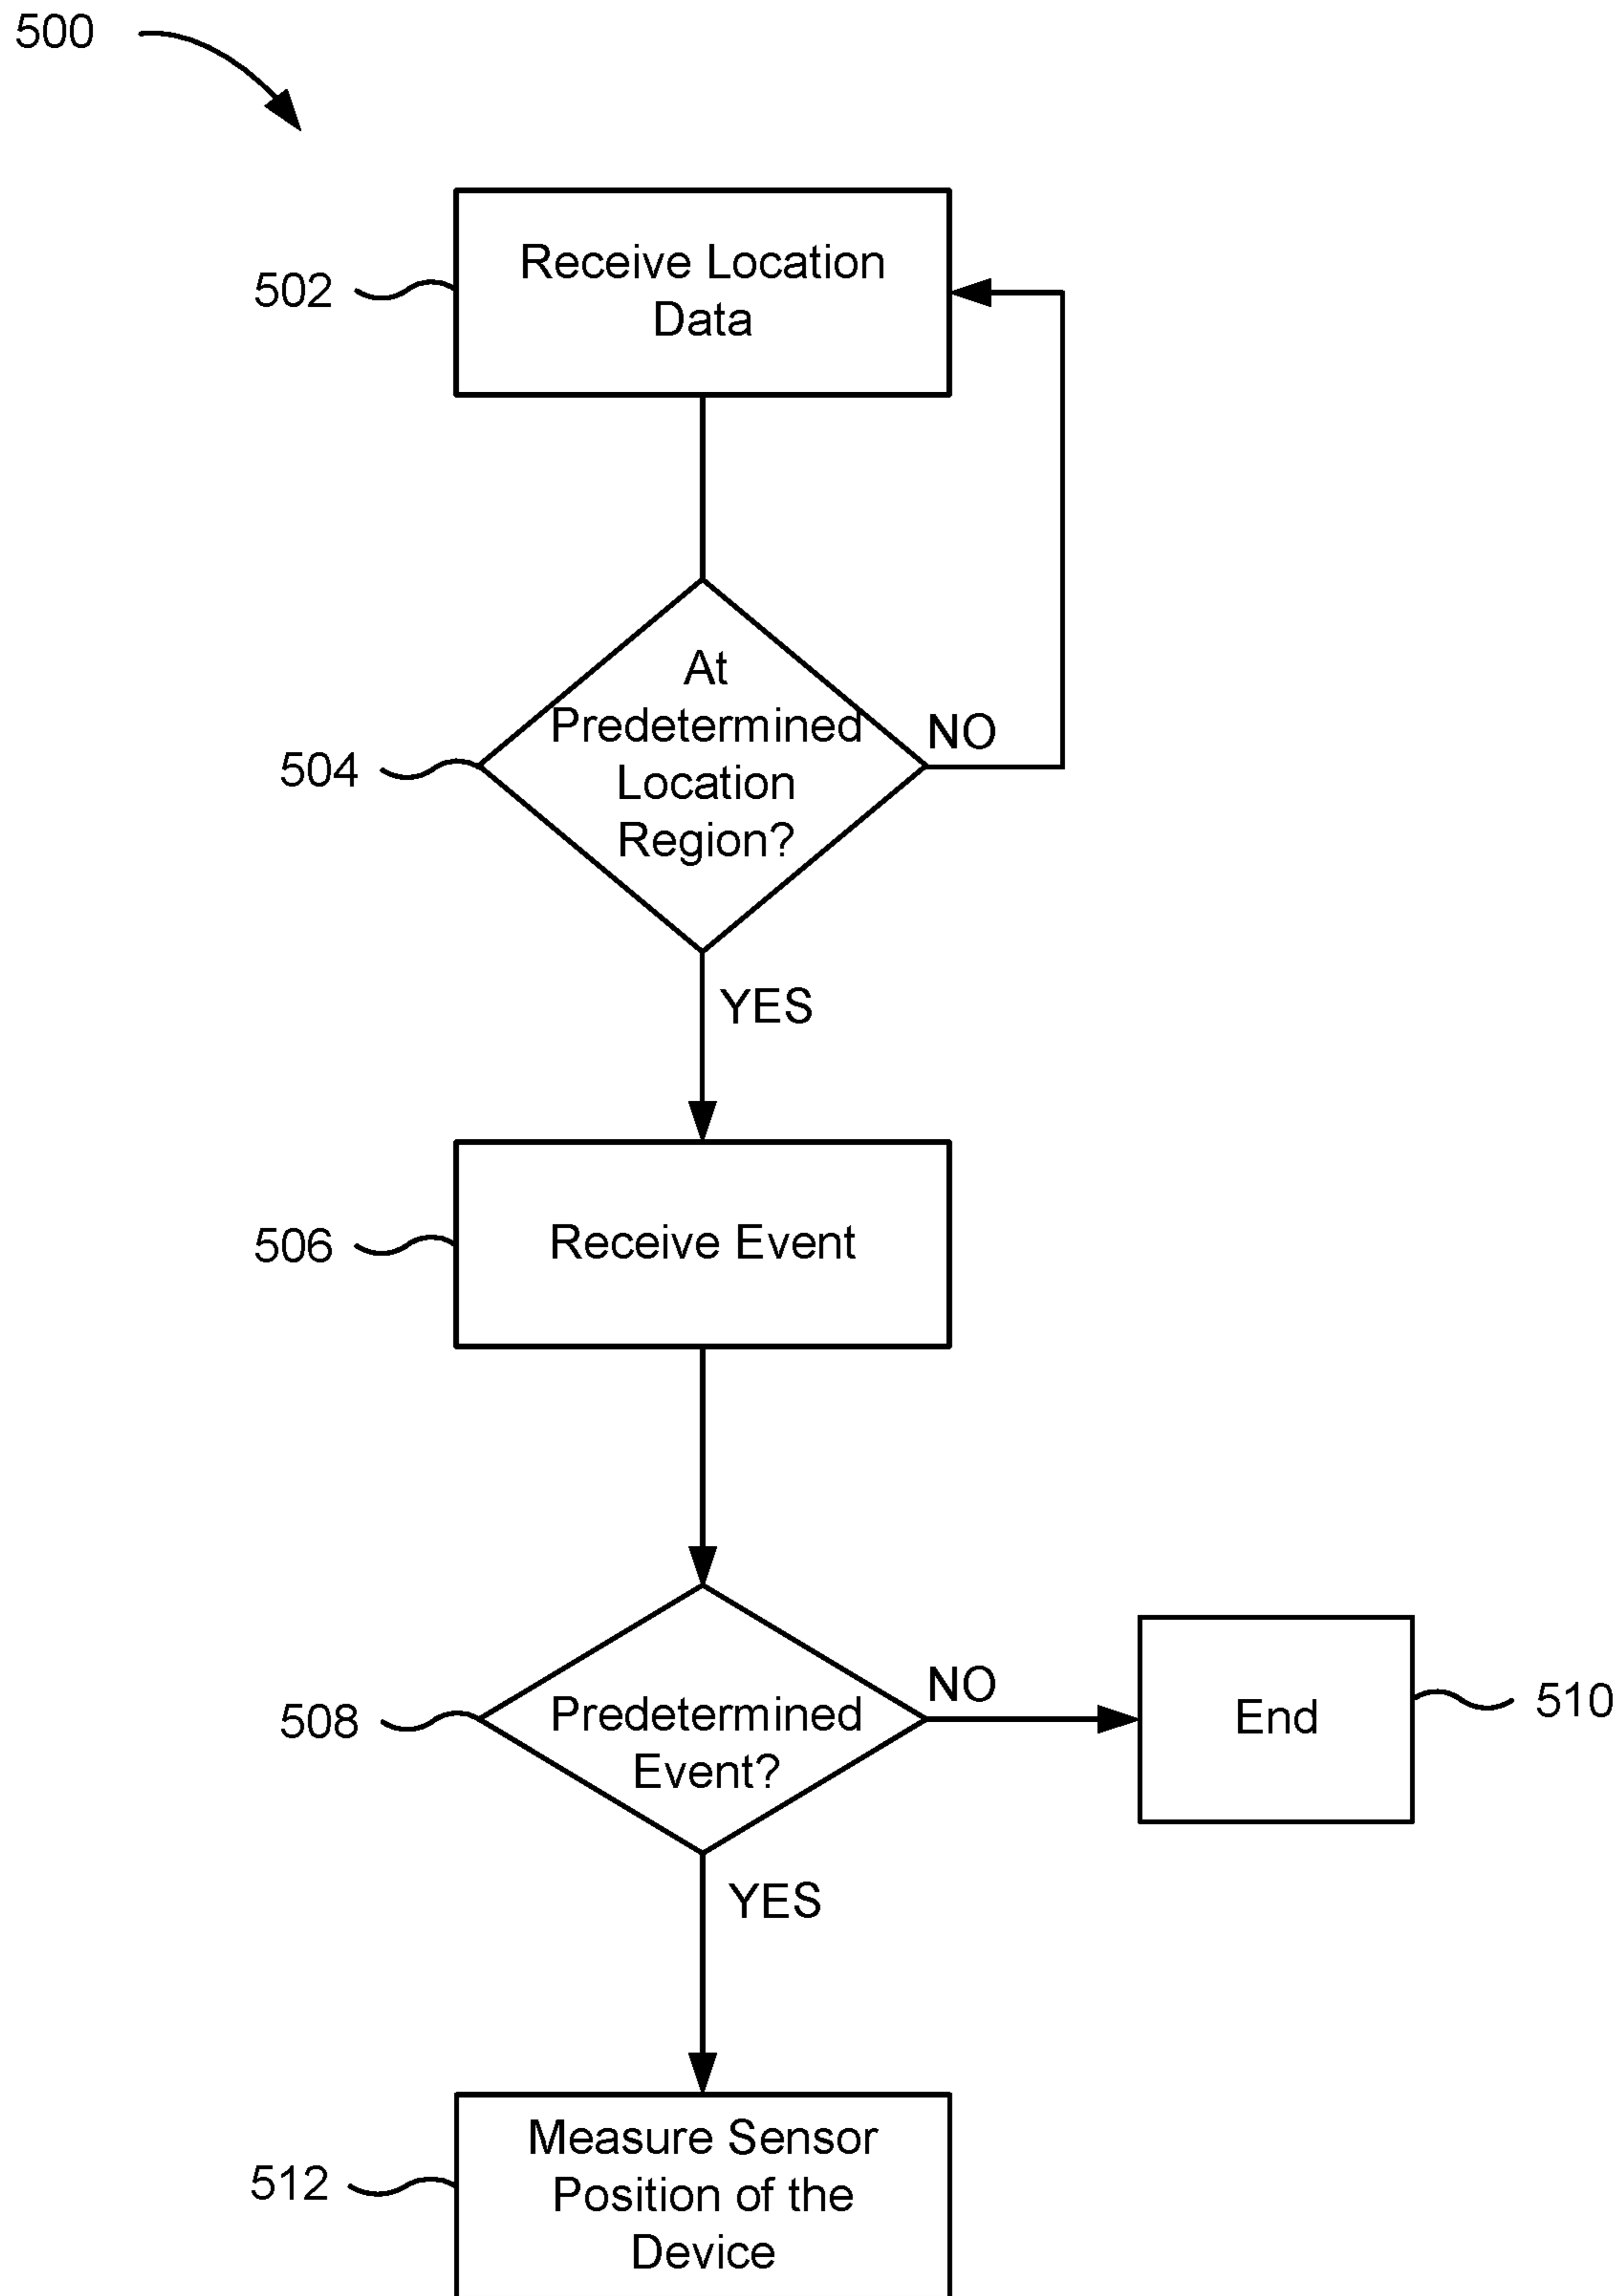 500
502
Receive Location
Data
504
At
Predetermined
Location
Region?
NO
YES
506
Receive Event
508
Predetermined
Event?
NO
End
510
YES
512
Measure Sensor
Position of the
Device